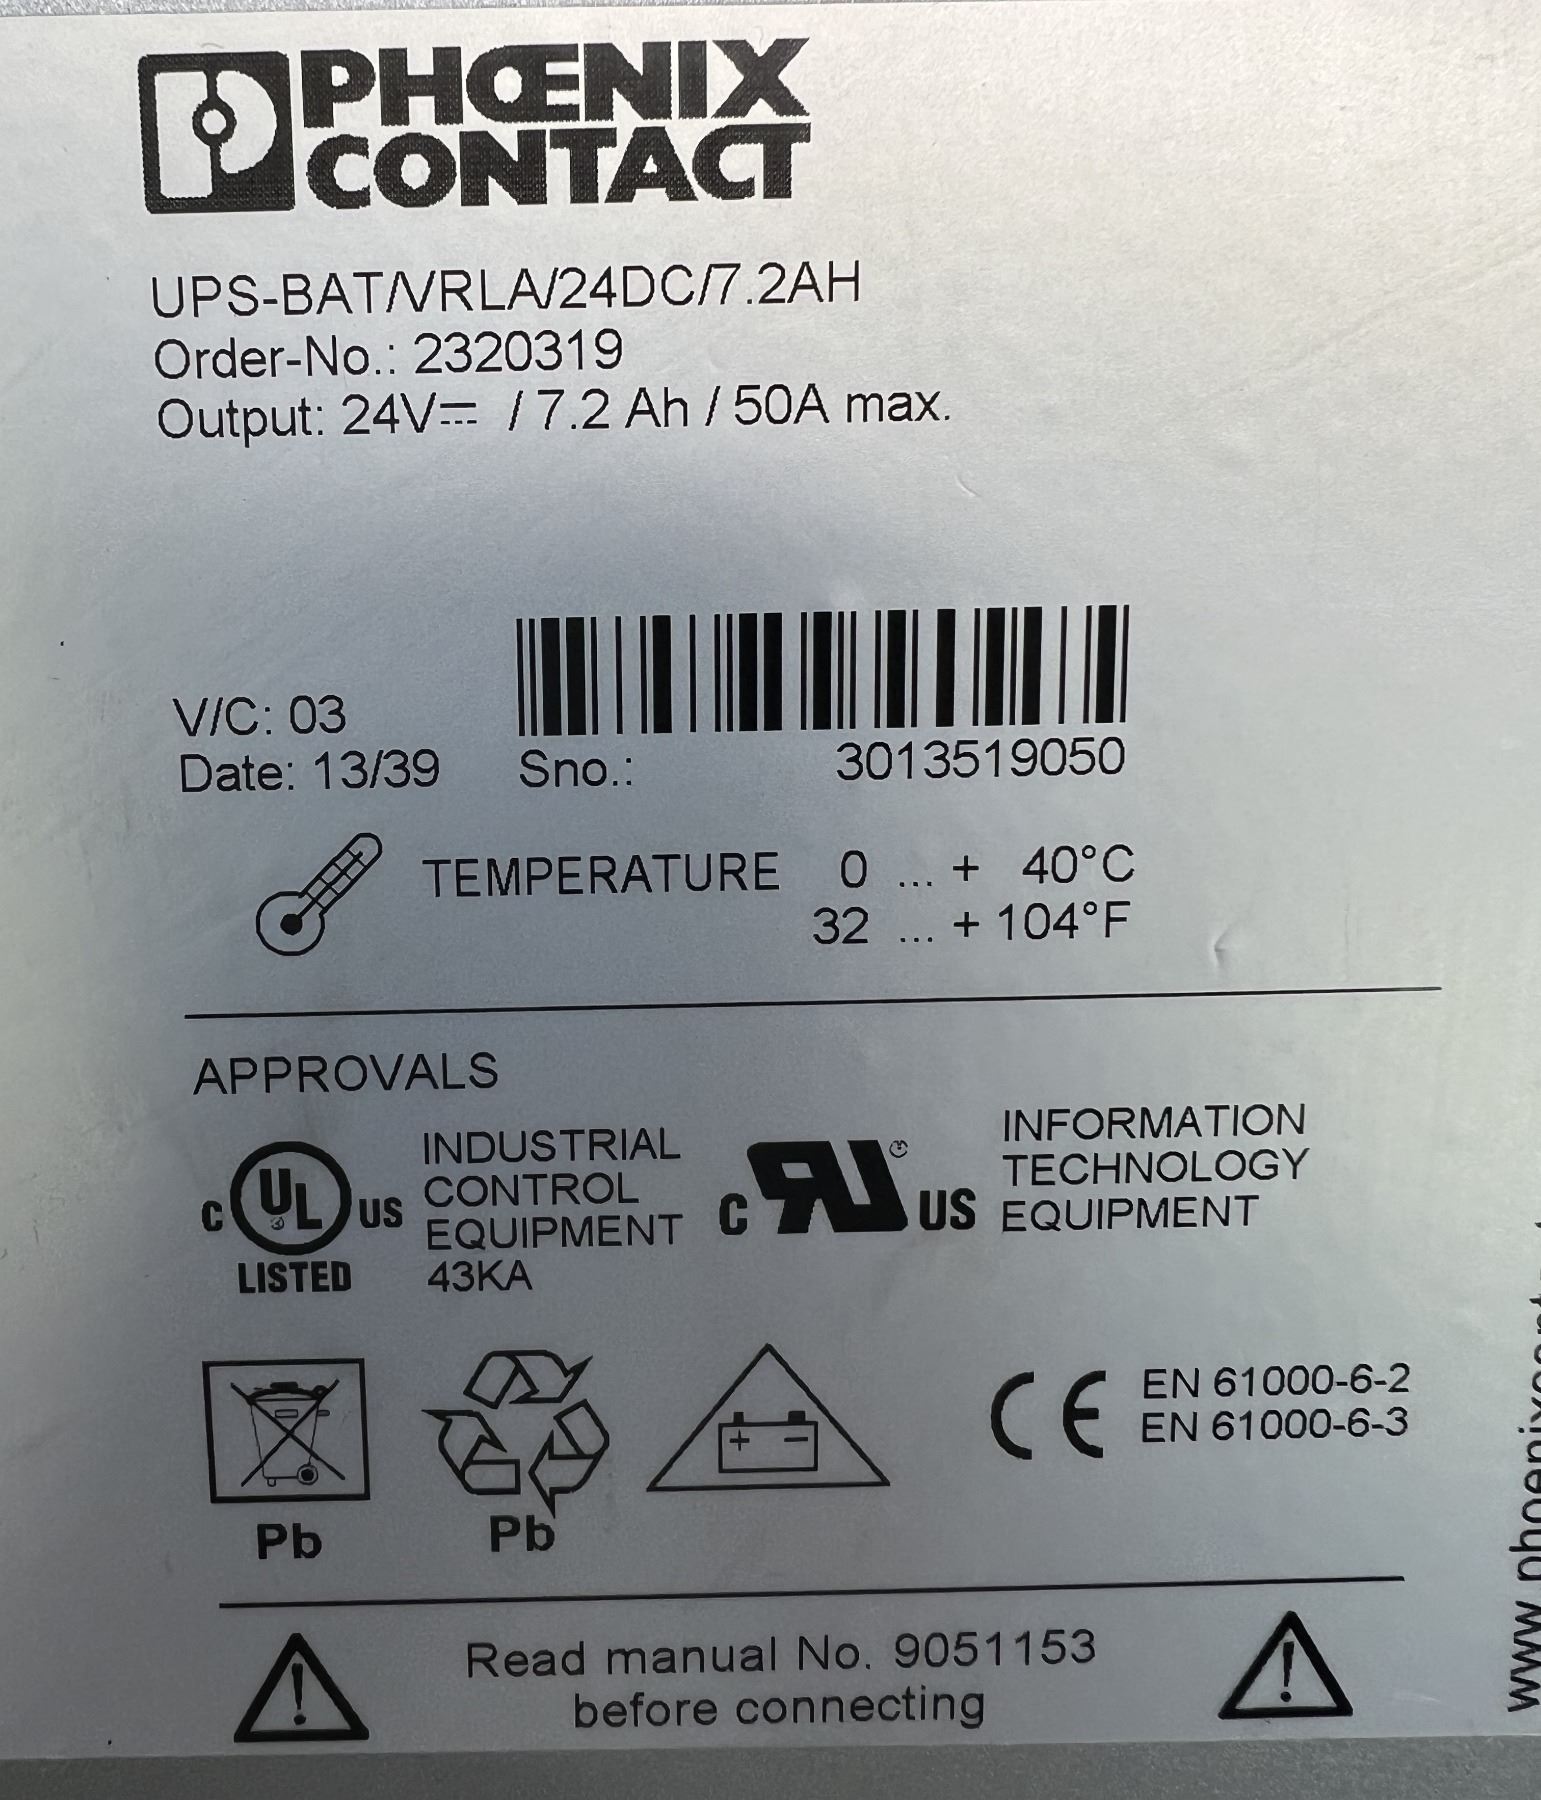 PHŒNIX
CONTACT
UPS-BAT/VRLA/24DC/7.2AH
Order-No.: 2320319
Output: 24V⎓ / 7.2 Ah / 50A max.
V/C: 03
Date: 13/39
Sno.: 3013519050
TEMPERATURE 0 ... + 40°C
32 ... + 104°F
APPROVALS
C UL US LISTED
INDUSTRIAL
CONTROL
EQUIPMENT
43KA
C RU ® US
INFORMATION
TECHNOLOGY
EQUIPMENT
Pb
Pb
+ −
CE
EN 61000-6-2
EN 61000-6-3
Read manual No. 9051153
before connecting